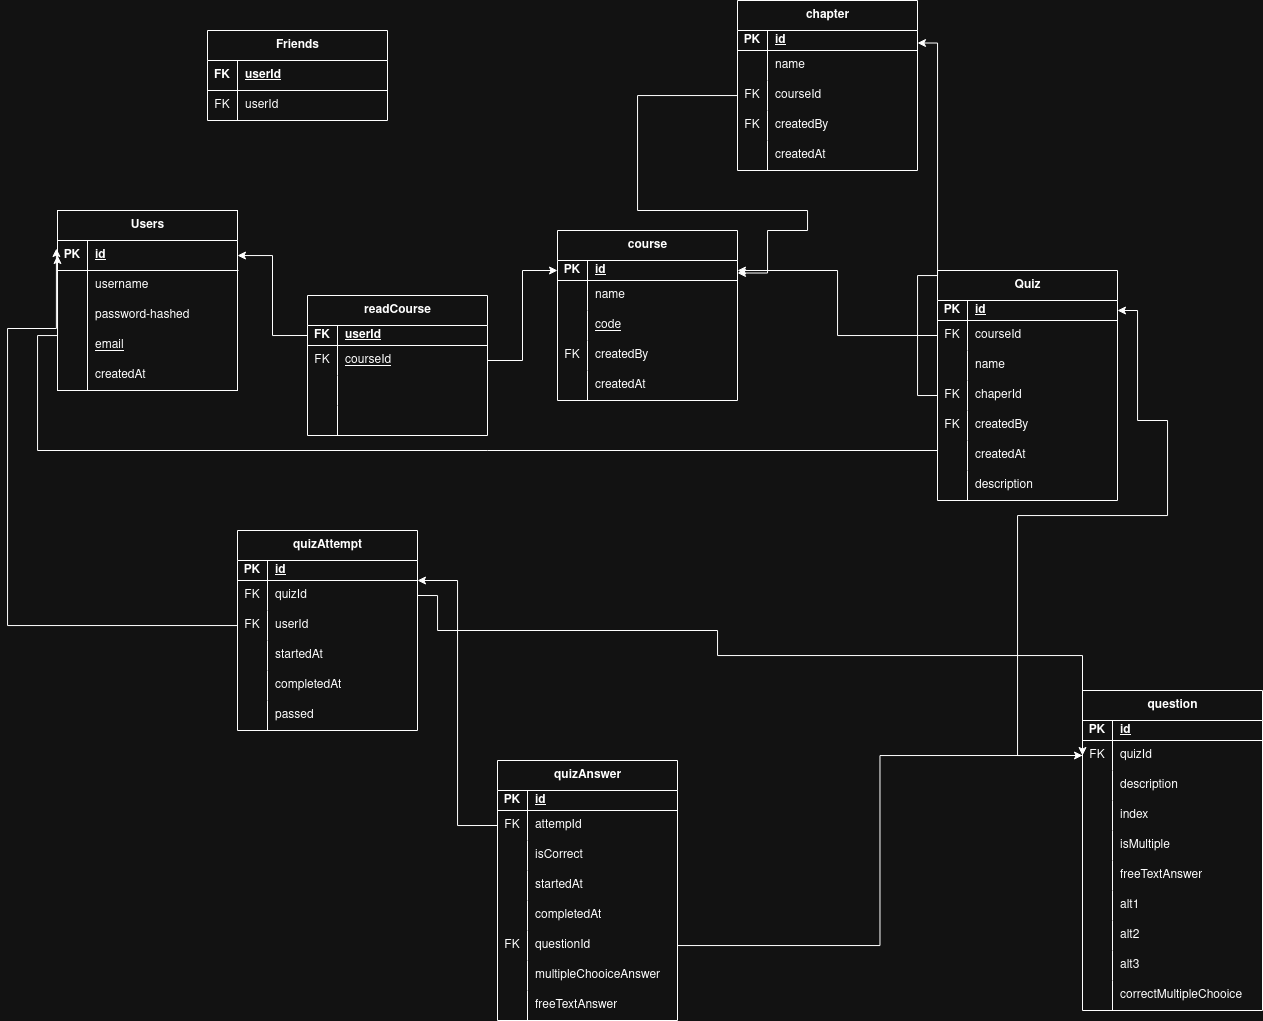 chapter
PK id
name
FK courseId
FK createdBy
createdAt
Friends
FK userId
FK userId
Users
PK id
username
password-hashed
email
createdAt
readCourse
FK userId
FK courseId
course
PK id
name
code
FK createdBy
createdAt
Quiz
PK id
FK courseId
name
FK chaperId
FK createdBy
createdAt
description
quizAttempt
PK id
FK quizId
FK userId
startedAt
completedAt
passed
quizAnswer
PK id
FK attempId
isCorrect
startedAt
completedAt
FK questionId
multipleChooiceAnswer
freeTextAnswer
question
PK id
FK quizId
description
index
isMultiple
freeTextAnswer
alt1
alt2
alt3
correctMultipleChooice